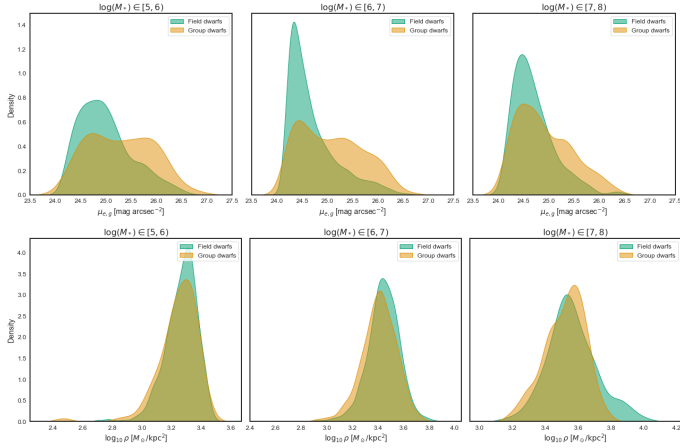 log(M∗) ∈ [5, 6)
log(M∗) ∈ [6, 7)
log(M∗) ∈ [7, 8)
Field dwarfs
Group dwarfs
Field dwarfs
Group dwarfs
Field dwarfs
Group dwarfs
Density
1.4
1.2
1.0
0.8
0.6
0.4
0.2
0.0
23.5 24.0 24.5 25.0 25.5 26.0 26.5 27.0 27.5
23.5 24.0 24.5 25.0 25.5 26.0 26.5 27.0 27.5
23.5 24.0 24.5 25.0 25.5 26.0 26.5 27.0 27.5
μe, g [mag arcsec−2]
μe, g [mag arcsec−2]
μe, g [mag arcsec−2]
log(M∗) ∈ [5, 6)
log(M∗) ∈ [6, 7)
log(M∗) ∈ [7, 8)
Field dwarfs
Group dwarfs
Field dwarfs
Group dwarfs
Field dwarfs
Group dwarfs
Density
4.0
3.5
3.0
2.5
2.0
1.5
1.0
0.5
0.0
2.4 2.6 2.8 3.0 3.2 3.4 3.6
2.4 2.6 2.8 3.0 3.2 3.4 3.6 3.8 4.0
3.0 3.2 3.4 3.6 3.8 4.0 4.2
log10 ρ [M⊙/kpc2]
log10 ρ [M⊙/kpc2]
log10 ρ [M⊙/kpc2]